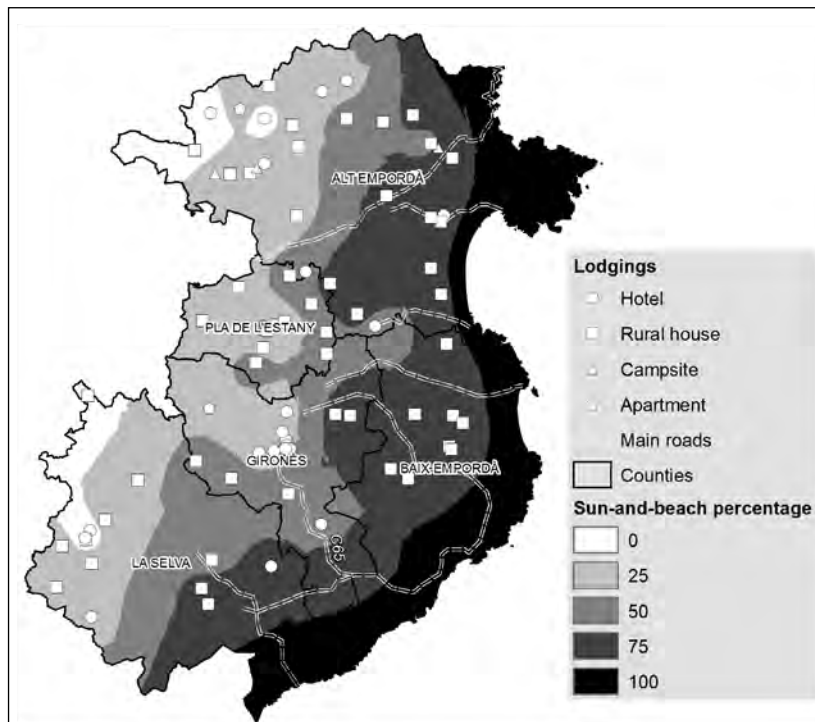 ALT EMPORDÀ
PLA DE L'ESTANY
GIRONÈS
BAIX EMPORDÀ
LA SELVA
C65
Lodgings
Hotel
Rural house
Campsite
Apartment
Main roads
Counties
Sun-and-beach percentage
0
25
50
75
100